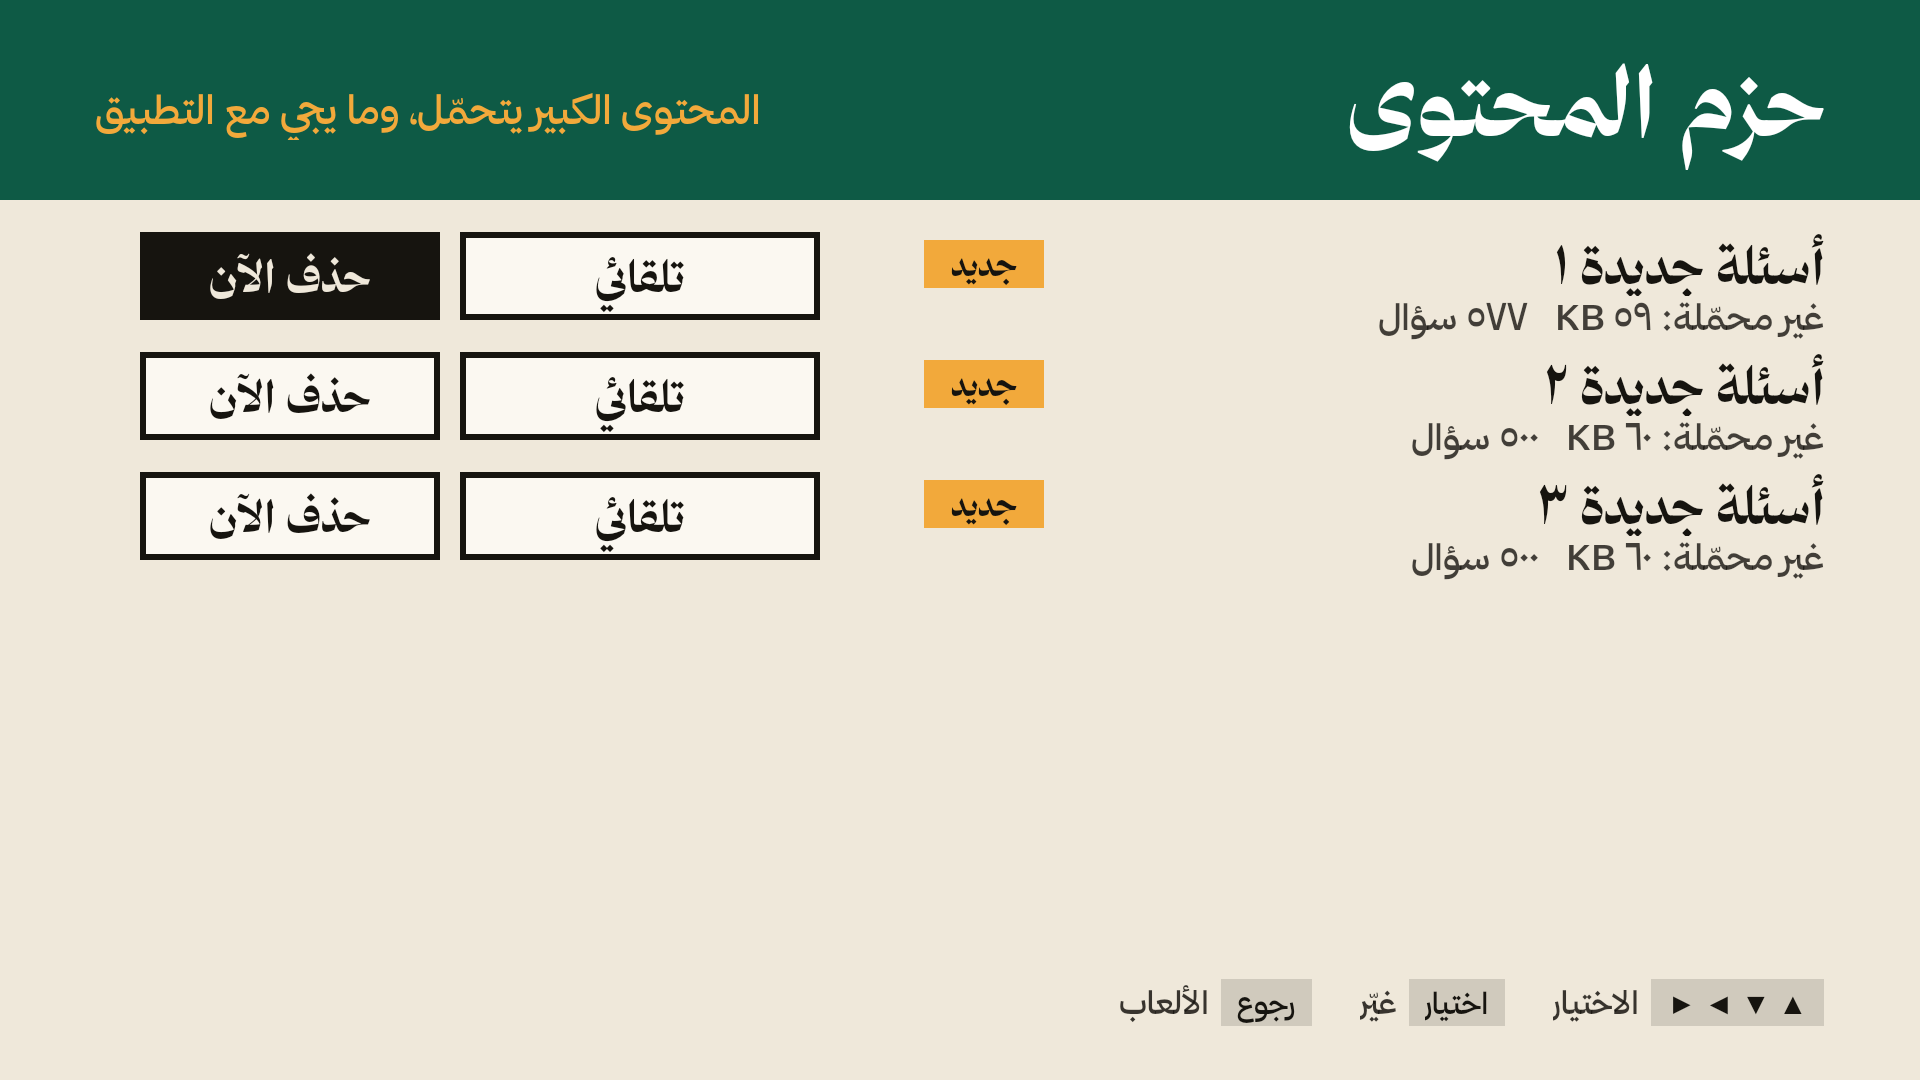 حزم المحتوى
المحتوى الكبير يتحمّل، وما يجي مع التطبيق
أسئلة جديدة ١
جديد
تلقائي
حذف الآن
غير محمّلة: ٥٩ KB ٥٧٧ سؤال
أسئلة جديدة ٢
جديد
تلقائي
حذف الآن
غير محمّلة: ٦٠ KB ٥٠٠ سؤال
أسئلة جديدة ٣
جديد
تلقائي
حذف الآن
غير محمّلة: ٦٠ KB ٥٠٠ سؤال
▲ ▼ ◄ ► الاختيار اختيار غيّر رجوع الألعاب